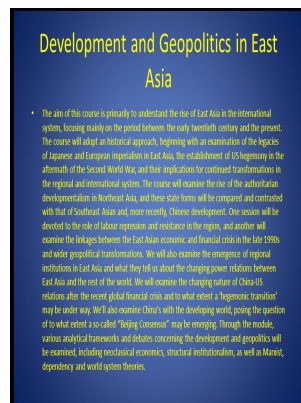 Development and Geopolitics in East
Asia
• The aim of this course is primarily to understand the rise of East Asia in the international
system, focusing mainly on the period between the early twentieth century and the present.
The course will adopt an historical approach, beginning with an examination of the legacies
of Japanese and European imperialism in East Asia, the establishment of US hegemony in the
aftermath of the Second World War, and their implications for continued transformations in
the regional and international system. The course will examine the rise of the authoritarian
developmentalism in Northeast Asia, and these state forms will be compared and contrasted
with that of Southeast Asian and, more recently, Chinese development. One session will be
devoted to the role of labour repression and resistance in the region, and another will
examine the linkages between the East Asian economic and financial crisis in the late 1990s
and wider geopolitical transformations. We will also examine the emergence of regional
institutions in East Asia and what they tell us about the changing power relations between
East Asia and the rest of the world. We will examine the changing nature of China-US
relations after the recent global financial crisis and to what extent a 'hegemonic transition'
may be under way. We'll also examine China's with the developing world, posing the question
of to what extent a so-called "Beijing Consensus" may be emerging. Through the module,
various analytical frameworks and debates concerning the development and geopolitics will
be examined, including neoclassical economics, structural institutionalism, as well as Marxist,
dependency and world system theories.